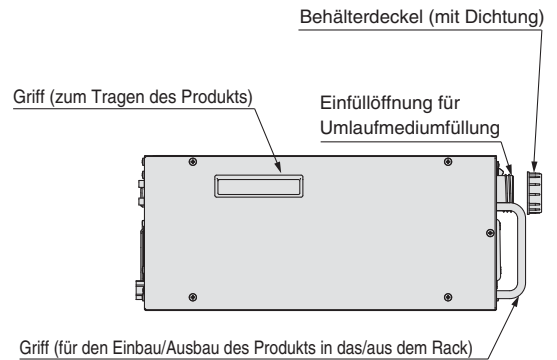 Behälterdeckel (mit Dichtung)
Griff (zum Tragen des Produkts)
Einfüllöffnung für
Umlaufmediumfüllung
Griff (für den Einbau/Ausbau des Produkts in das/aus dem Rack)